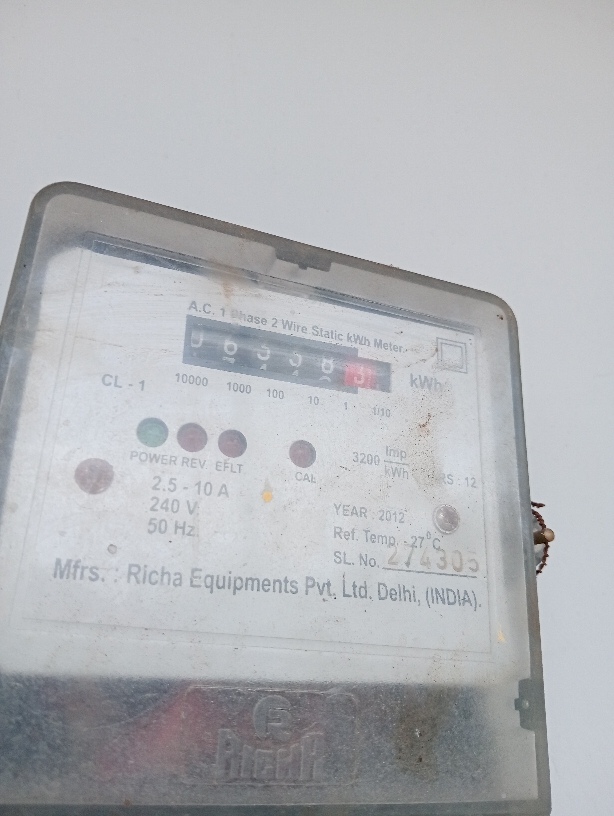 A.C. 1 Phase 2 Wire Static kWh Meter
kWh
CL - 1
10000 1000 100 10 1 1/10
POWER REV EFLT CAL
3200 Imp/kWh
2.5 - 10 A
240 V
50 Hz.
YEAR : 2012
Ref. Temp. - 27°C
SL. No. 274305
Mfrs. : Richa Equipments Pvt. Ltd. Delhi, (INDIA).
RICHA